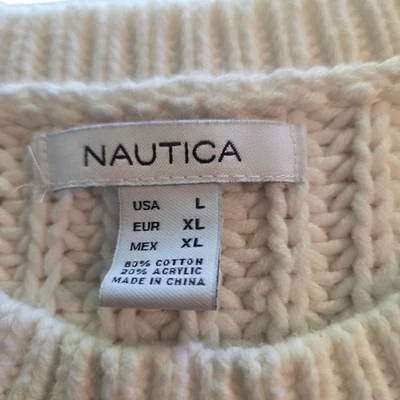 NAUTICA
USA L
EUR XL
MEX XL
80% COTTON
20% ACRYLIC
MADE IN CHINA